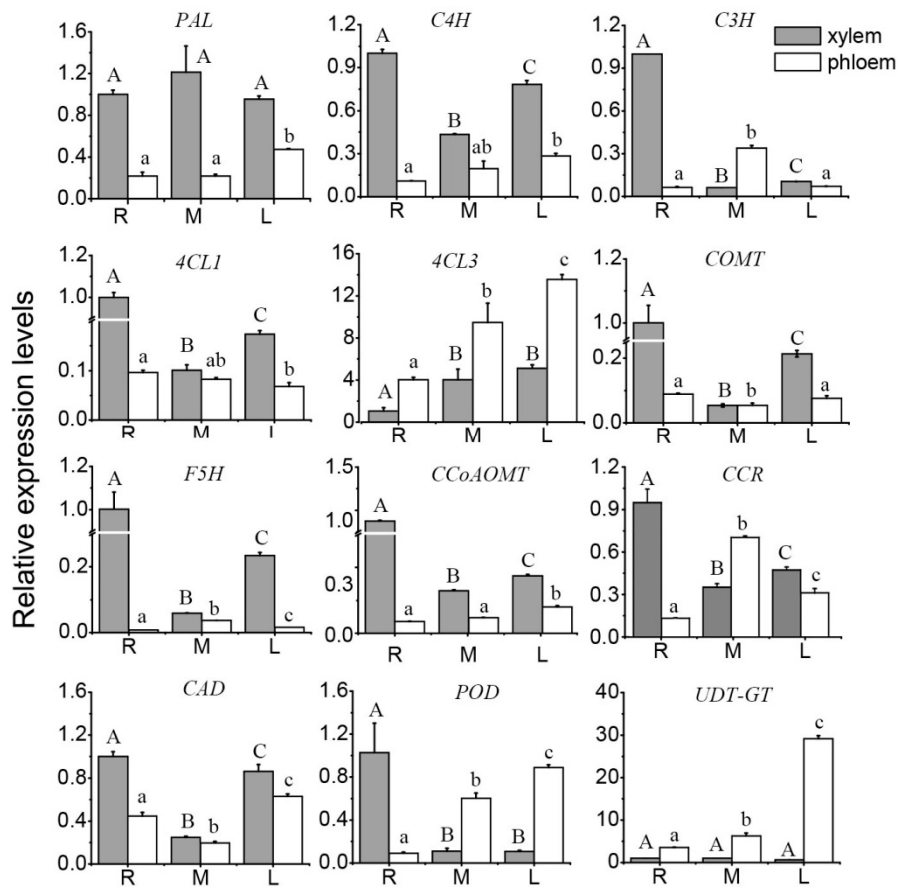 Relative expression levels
xylem
phloem
PAL
1.6
1.2
0.8
0.4
0.0
A
a
A
a
A
b
R M L
C4H
1.2
0.9
0.6
0.3
0.0
A
a
B
ab
C
b
R M L
C3H
1.2
0.9
0.6
0.3
0.0
A
a
B
b
C
a
R M L
4CL1
1.2
1.0
0.2
0.1
0.0
A
a
B
ab
C
b
R M L
4CL3
16
12
8
4
0
A
a
B
b
B
c
R M L
COMT
1.2
1.0
0.2
0.0
A
a
B
b
C
a
R M L
F5H
1.2
1.0
0.2
0.0
A
a
B
b
C
c
R M L
CCoAOMT
1.5
1.0
0.3
0.0
A
a
B
a
C
b
R M L
CCR
1.2
0.9
0.6
0.3
0.0
A
a
B
b
C
c
R M L
CAD
1.6
1.2
0.8
0.4
0.0
A
a
B
b
C
c
R M L
POD
1.6
1.2
0.8
0.4
0.0
A
a
B
b
B
c
R M L
UDT-GT
40
30
20
10
0
A
a
A
b
A
c
R M L